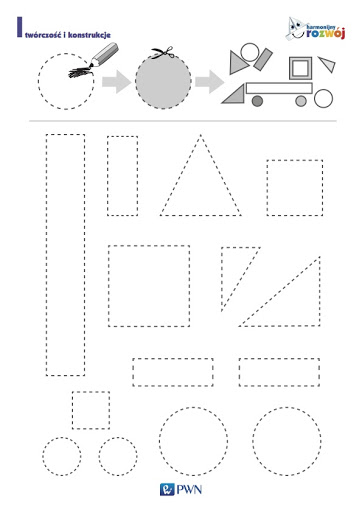 twórczość i konstrukcje
harmonijny
rozwój
PWN